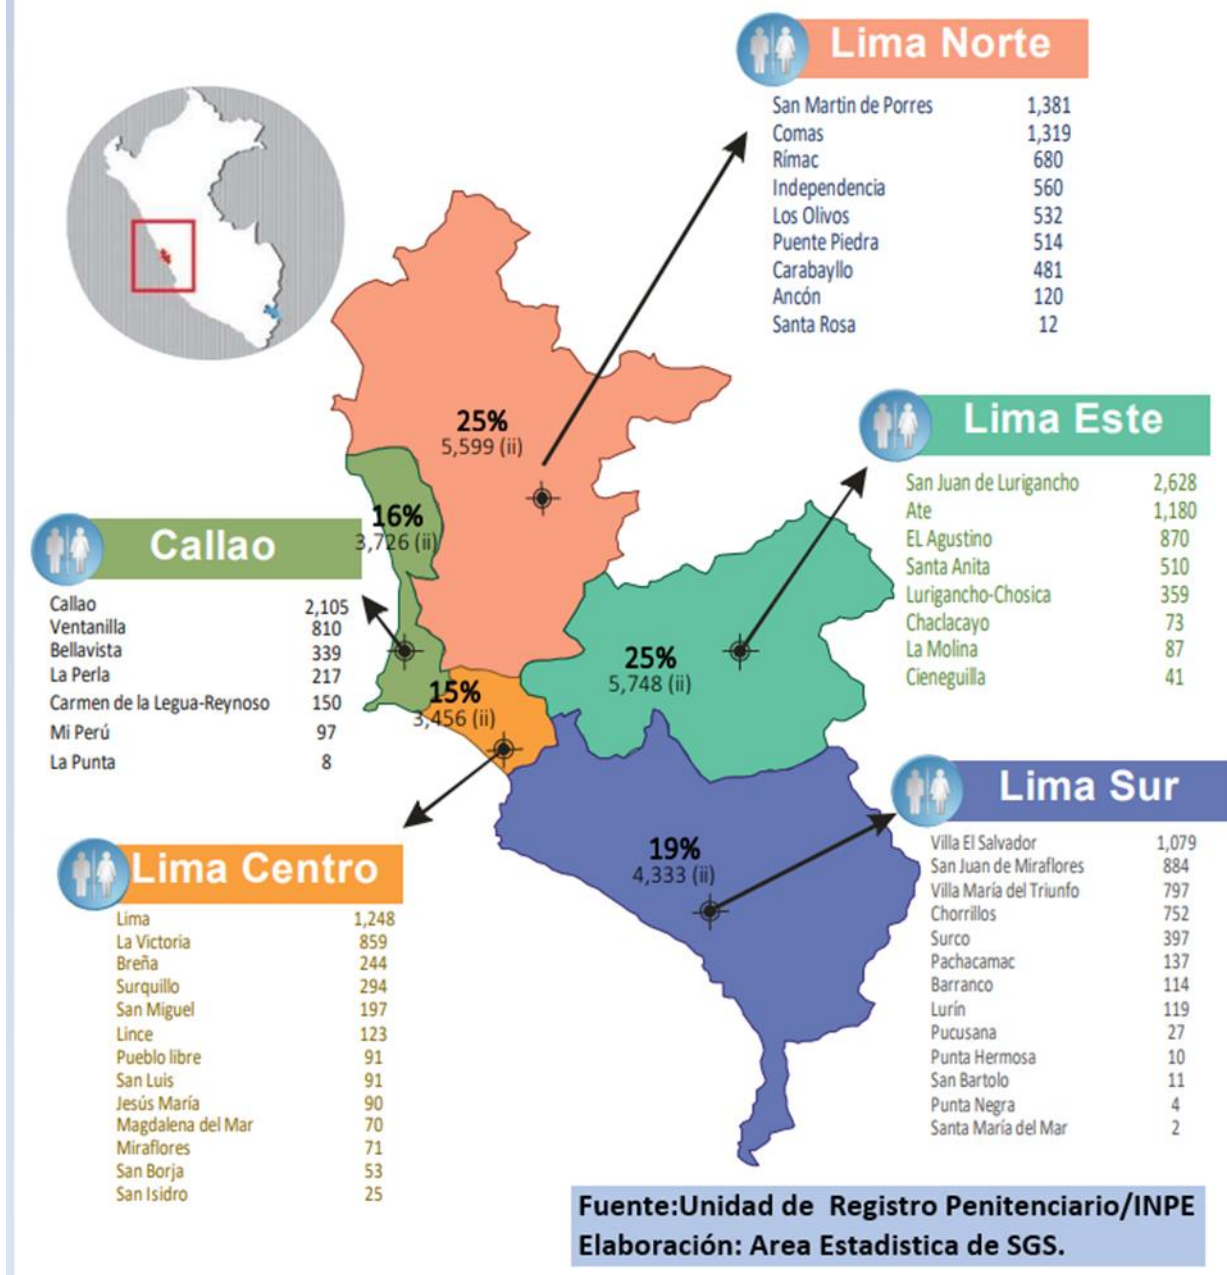 Lima Norte
San Martin de Porres 1,381
Comas 1,319
Rímac 680
Independencia 560
Los Olivos 532
Puente Piedra 514
Carabayllo 481
Ancón 120
Santa Rosa 12
25%
5,599 (ii)
Lima Este
San Juan de Lurigancho 2,628
Ate 1,180
EL Agustino 870
Santa Anita 510
Lurigancho-Chosica 359
Chaclacayo 73
La Molina 87
Cieneguilla 41
25%
5,748 (ii)
16%
3,726 (ii)
Callao
Callao 2,105
Ventanilla 810
Bellavista 339
La Perla 217
Carmen de la Legua-Reynoso 150
Mi Perú 97
La Punta 8
15%
3,456 (ii)
Lima Sur
Villa El Salvador 1,079
San Juan de Miraflores 884
Villa María del Triunfo 797
Chorrillos 752
Surco 397
Pachacamac 137
Barranco 114
Lurín 119
Pucusana 27
Punta Hermosa 10
San Bartolo 11
Punta Negra 4
Santa María del Mar 2
19%
4,333 (ii)
Lima Centro
Lima 1,248
La Victoria 859
Breña 244
Surquillo 294
San Miguel 197
Lince 123
Pueblo libre 91
San Luis 91
Jesús María 90
Magdalena del Mar 70
Miraflores 71
San Borja 53
San Isidro 25
Fuente:Unidad de Registro Penitenciario/INPE
Elaboración: Area Estadistica de SGS.